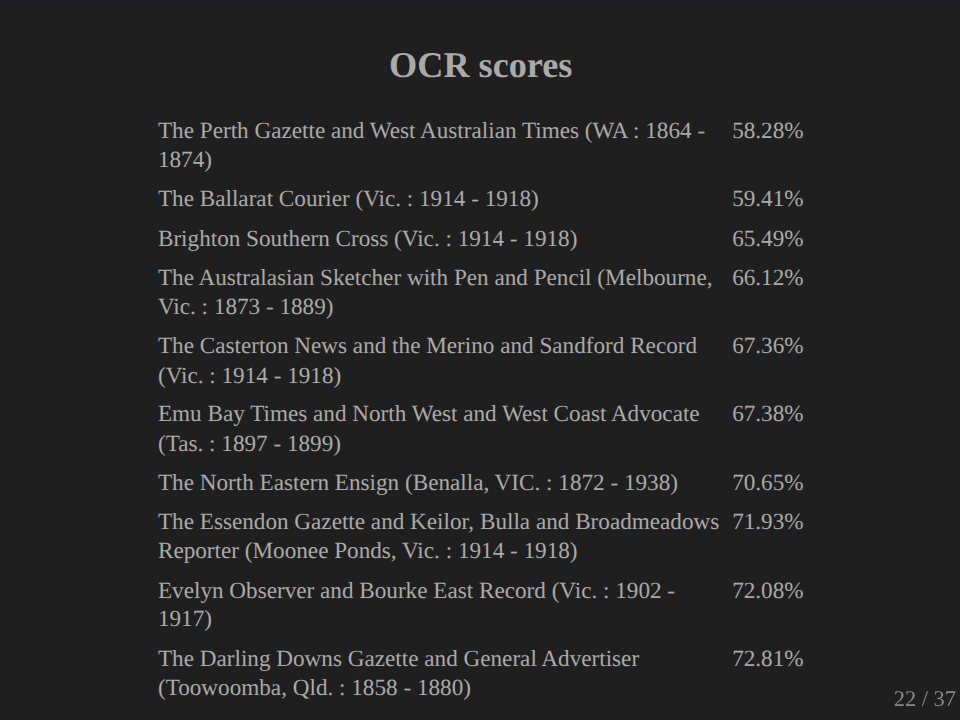 OCR scores
The Perth Gazette and West Australian Times (WA : 1864 - 58.28%
1874)
The Ballarat Courier (Vic. : 1914 - 1918) 59.41%
Brighton Southern Cross (Vic. : 1914 - 1918) 65.49%
The Australasian Sketcher with Pen and Pencil (Melbourne, 66.12%
Vic. : 1873 - 1889)
The Casterton News and the Merino and Sandford Record 67.36%
(Vic. : 1914 - 1918)
Emu Bay Times and North West and West Coast Advocate 67.38%
(Tas. : 1897 - 1899)
The North Eastern Ensign (Benalla, VIC. : 1872 - 1938) 70.65%
The Essendon Gazette and Keilor, Bulla and Broadmeadows 71.93%
Reporter (Moonee Ponds, Vic. : 1914 - 1918)
Evelyn Observer and Bourke East Record (Vic. : 1902 - 72.08%
1917)
The Darling Downs Gazette and General Advertiser 72.81%
(Toowoomba, Qld. : 1858 - 1880)
22 / 37